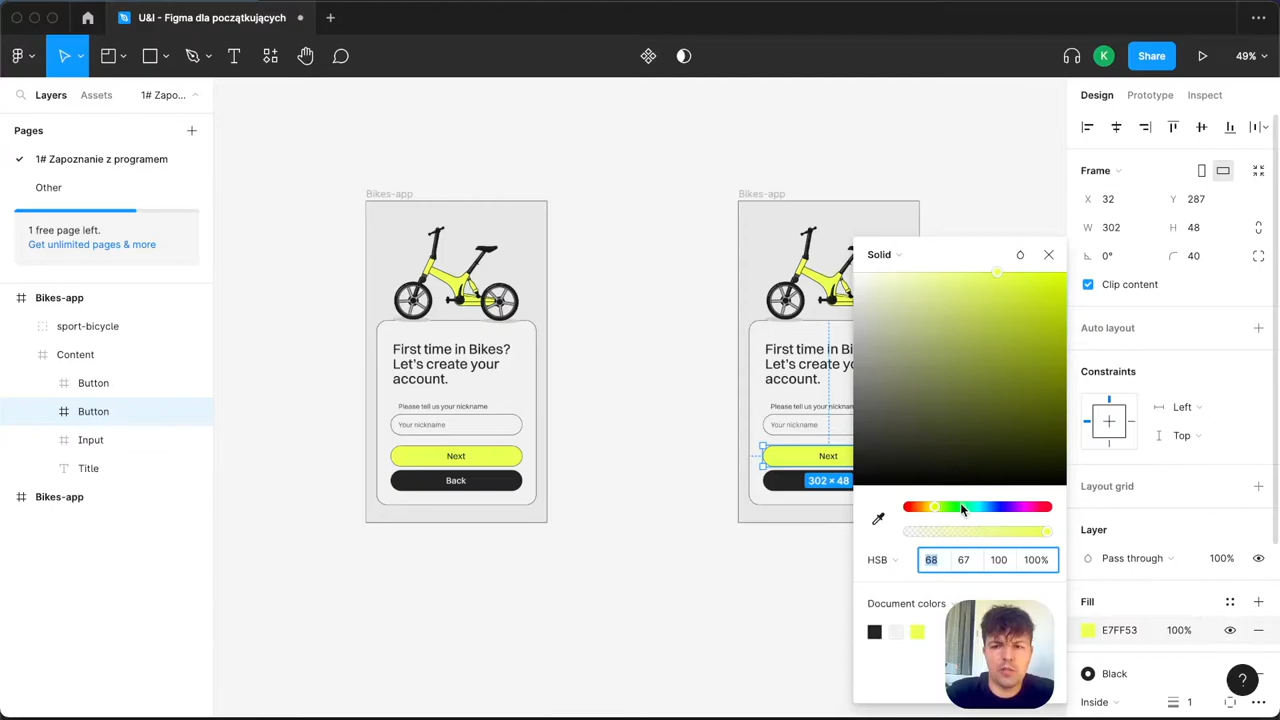 U&I - Figma dla początkujących
K
Share
49%
Layers
Assets
1# Zapo...
Pages
1# Zapoznanie z programem
Other
1 free page left.
Get unlimited pages & more
Bikes-app
sport-bicycle
Content
Button
Button
Input
Title
Bikes-app
Bikes-app
First time in Bikes?
Let's create your
account.
Please tell us your nickname
Your nickname
Next
Back
Bikes-app
First time in Bi
Let's create yo
account.
Please tell us your nicknam
Your nickname
Next
302 × 48
Solid
HSB
68
67
100
100%
Document colors
Design
Prototype
Inspect
Frame
X 32
Y 287
W 302
H 48
0°
40
Clip content
Auto layout
Constraints
Left
Top
Layout grid
Layer
Pass through
100%
Fill
E7FF53
100%
Black
Inside
1
?